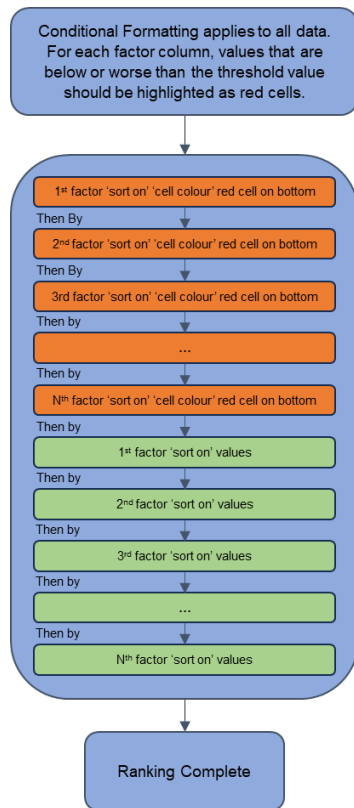 Conditional Formatting applies to all data.
For each factor column, values that are
below or worse than the threshold value
should be highlighted as red cells.
1st factor ‘sort on’ ‘cell colour’ red cell on bottom
Then By
2nd factor ‘sort on’ ‘cell colour’ red cell on bottom
Then By
3rd factor ‘sort on’ ‘cell colour’ red cell on bottom
Then by
...
Then by
Nth factor ‘sort on’ ‘cell colour’ red cell on bottom
Then by
1st factor ‘sort on’ values
Then by
2nd factor ‘sort on’ values
Then by
3rd factor ‘sort on’ values
Then by
...
Then by
Nth factor ‘sort on’ values
Ranking Complete